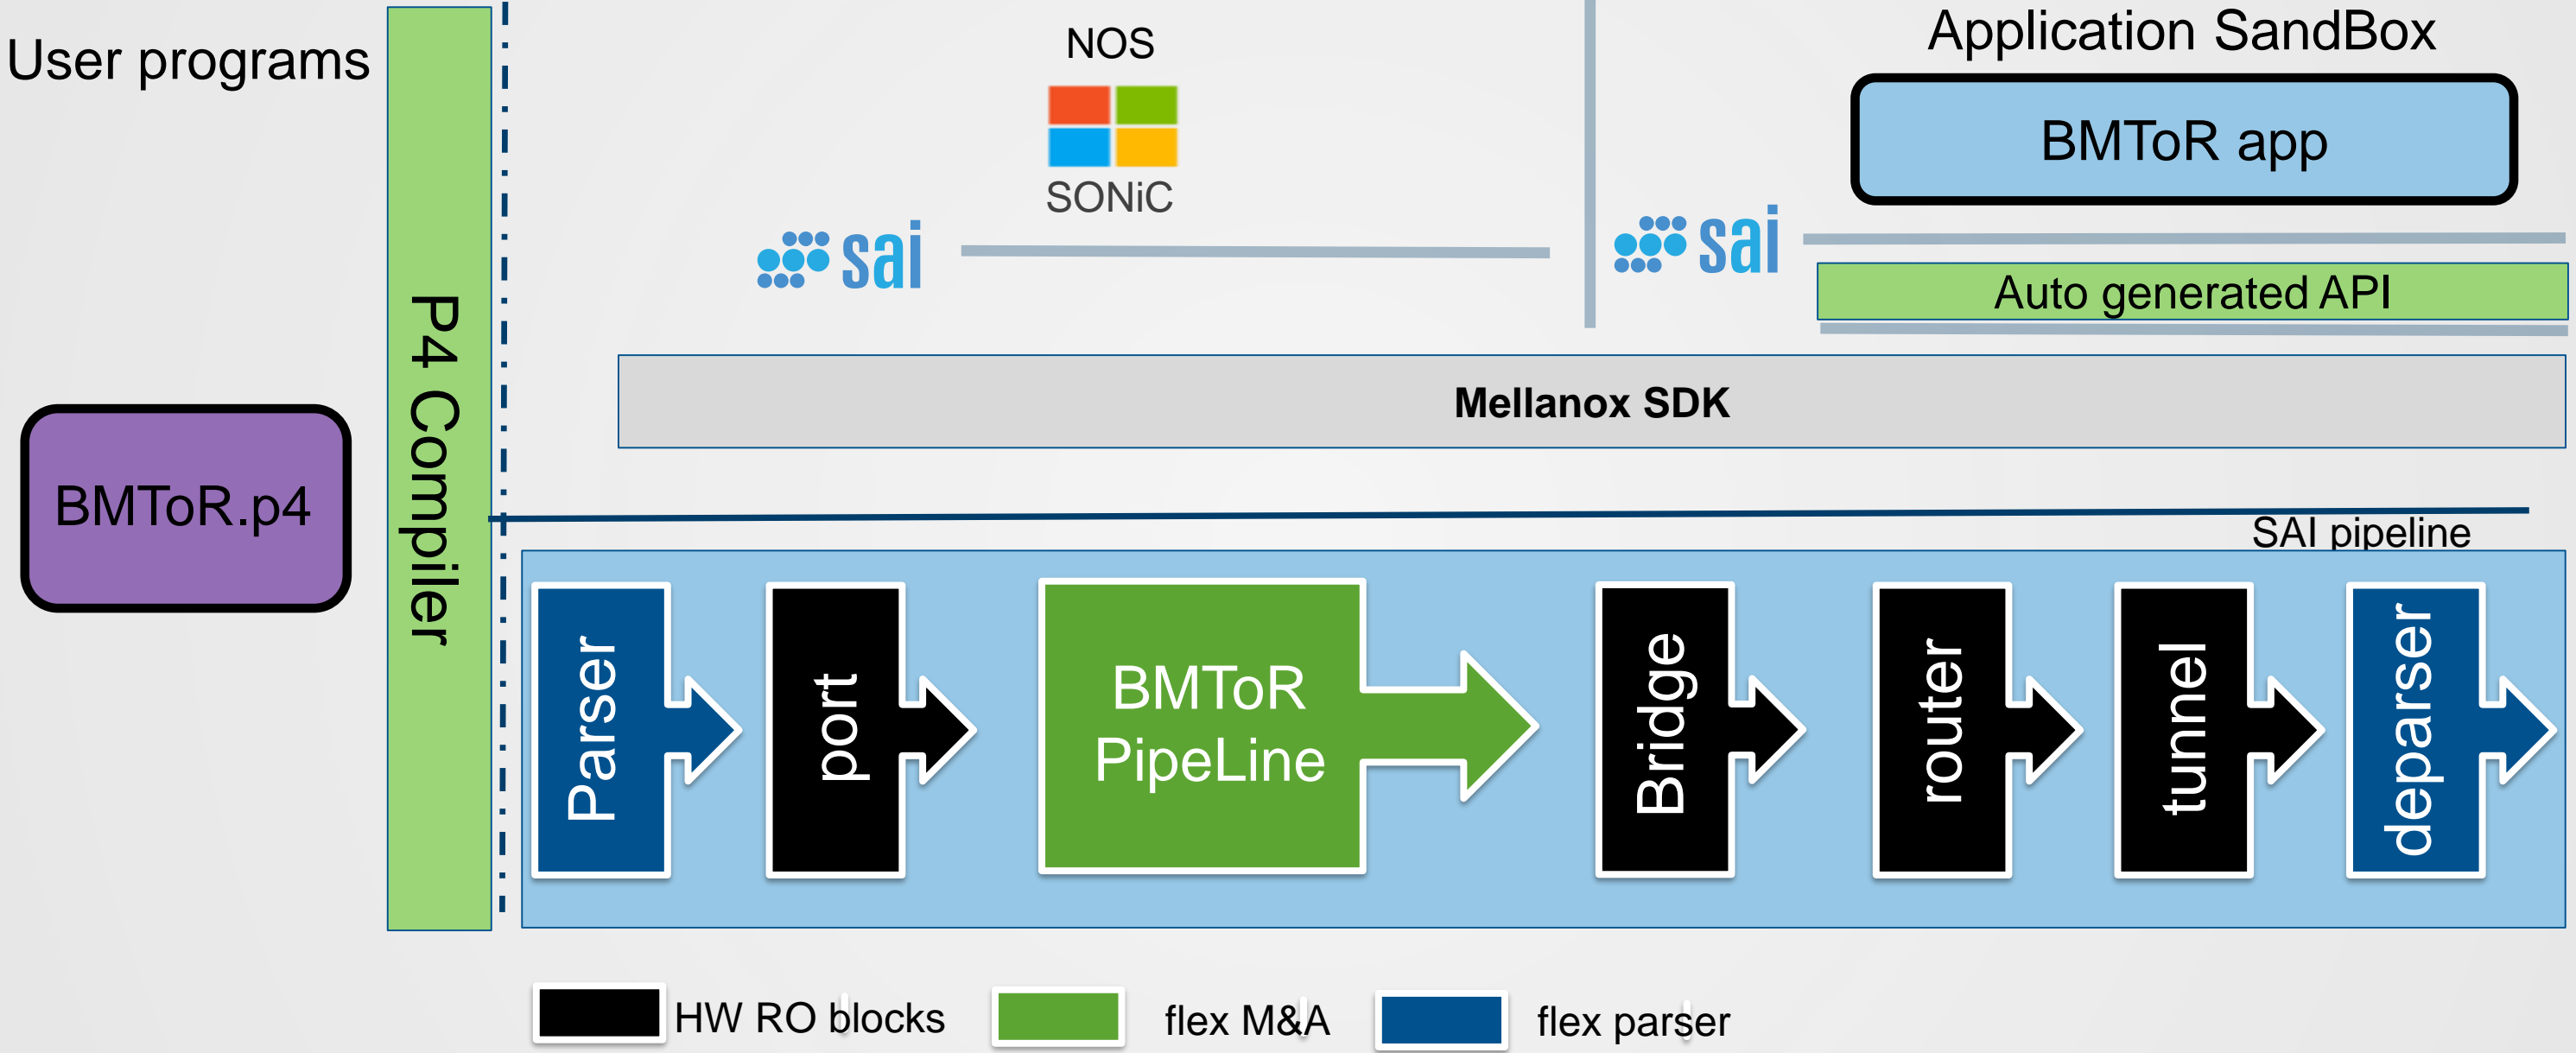 User programs
BMToR.p4
P4 Compiler
NOS
SONiC
sai
Application SandBox
BMToR app
sai
Auto generated API
Mellanox SDK
SAI pipeline
Parser
port
BMToR
PipeLine
Bridge
router
tunnel
deparser
HW RO blocks
flex M&A
flex parser